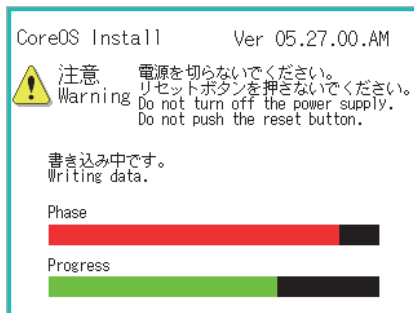 CoreOS Install Ver 05.27.00.AM
注意
Warning
電源を切らないでください。
リセットボタンを押さないでください。
Do not turn off the power supply.
Do not push the reset button.
書き込み中です。
Writing data.
Phase
Progress